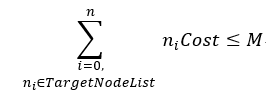 n
∑ nᵢCost ≤ M
i=0,
nᵢ∈TargetNodeList